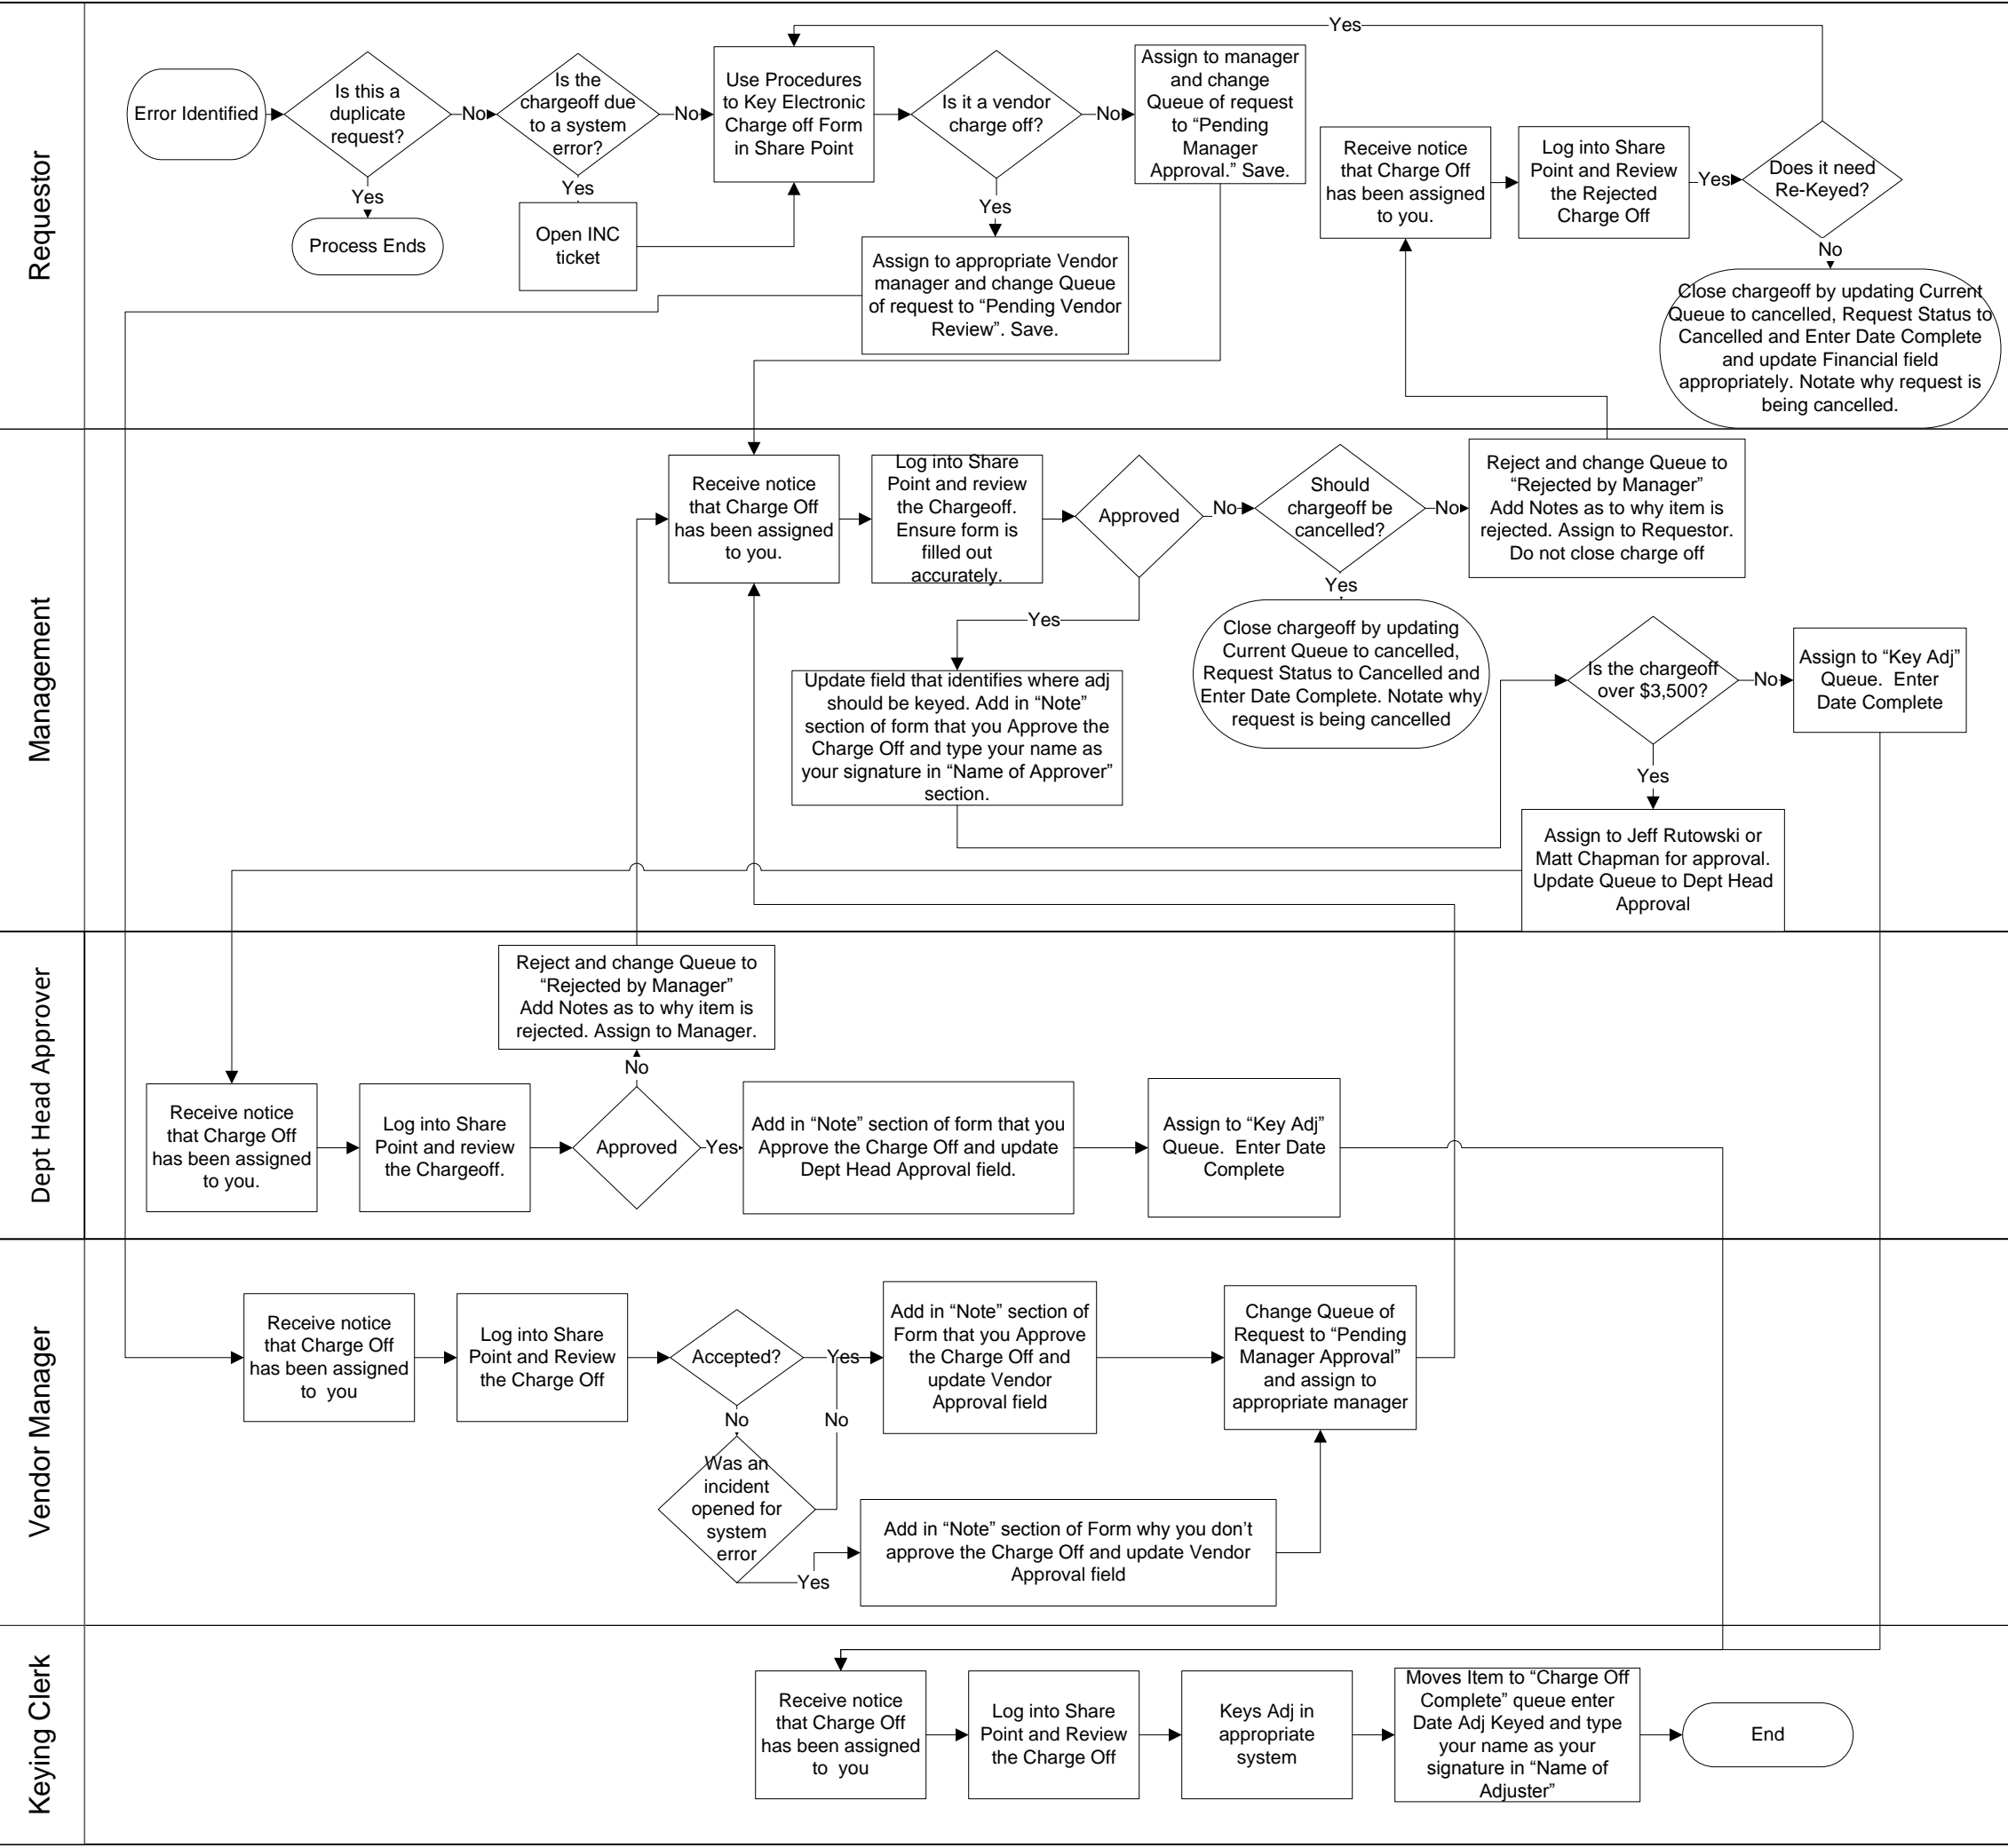 Requestor
Error Identified
Is this a
duplicate
request?
No
Yes
Process Ends
Is the
chargeoff due
to a system
error?
No
Yes
Open INC
ticket
Use Procedures
to Key Electronic
Charge off Form
in Share Point
Is it a vendor
charge off?
No
Yes
Assign to appropriate Vendor
manager and change Queue
of request to “Pending Vendor
Review”. Save.
Assign to manager
and change
Queue of request
to “Pending
Manager
Approval.” Save.
Yes
Receive notice
that Charge Off
has been assigned
to you.
Log into Share
Point and Review
the Rejected
Charge Off
Yes
Does it need
Re-Keyed?
No
Close chargeoff by updating Current
Queue to cancelled, Request Status to
Cancelled and Enter Date Complete
and update Financial field
appropriately. Notate why request is
being cancelled.
Management
Receive notice
that Charge Off
has been assigned
to you.
Log into Share
Point and review
the Chargeoff.
Ensure form is
filled out
accurately.
Approved
No
Yes
Should
chargeoff be
cancelled?
No
Yes
Reject and change Queue to
“Rejected by Manager”
Add Notes as to why item is
rejected. Assign to Requestor.
Do not close charge off
Close chargeoff by updating
Current Queue to cancelled,
Request Status to Cancelled and
Enter Date Complete. Notate why
request is being cancelled
Update field that identifies where adj
should be keyed. Add in “Note”
section of form that you Approve the
Charge Off and type your name as
your signature in “Name of Approver”
section.
Is the chargeoff
over $3,500?
No
Assign to “Key Adj”
Queue. Enter
Date Complete
Yes
Assign to Jeff Rutowski or
Matt Chapman for approval.
Update Queue to Dept Head
Approval
Dept Head Approver
Reject and change Queue to
“Rejected by Manager”
Add Notes as to why item is
rejected. Assign to Manager.
No
Receive notice
that Charge Off
has been assigned
to you.
Log into Share
Point and review
the Chargeoff.
Approved
Yes
Add in “Note” section of form that you
Approve the Charge Off and update
Dept Head Approval field.
Assign to “Key Adj”
Queue. Enter Date
Complete
Vendor Manager
Receive notice
that Charge Off
has been assigned
to you
Log into Share
Point and Review
the Charge Off
Accepted?
Yes
No
No
Add in “Note” section of
Form that you Approve
the Charge Off and
update Vendor
Approval field
Change Queue of
Request to “Pending
Manager Approval”
and assign to
appropriate manager
Was an
incident
opened for
system
error
Yes
Add in “Note” section of Form why you don’t
approve the Charge Off and update Vendor
Approval field
Keying Clerk
Receive notice
that Charge Off
has been assigned
to you
Log into Share
Point and Review
the Charge Off
Keys Adj in
appropriate
system
Moves Item to “Charge Off
Complete” queue enter
Date Adj Keyed and type
your name as your
signature in “Name of
Adjuster”
End